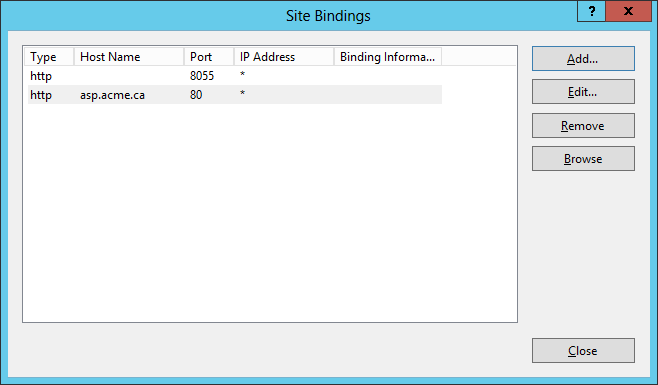 Site Bindings
? X
Type Host Name Port IP Address Binding Informa...
http 8055 *
http asp.acme.ca 80 *
Add...
Edit...
Remove
Browse
Close